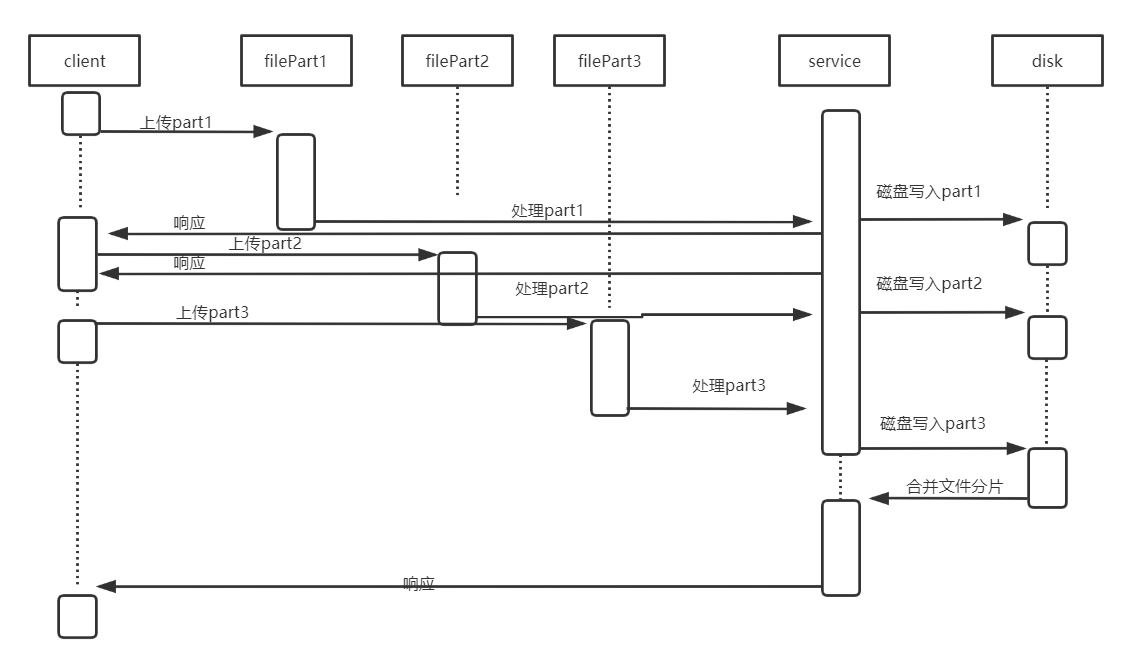 client
filePart1
filePart2
filePart3
service
disk
上传part1
磁盘写入part1
处理part1
响应
上传part2
响应
磁盘写入part2
处理part2
上传part3
处理part3
磁盘写入part3
合并文件分片
响应